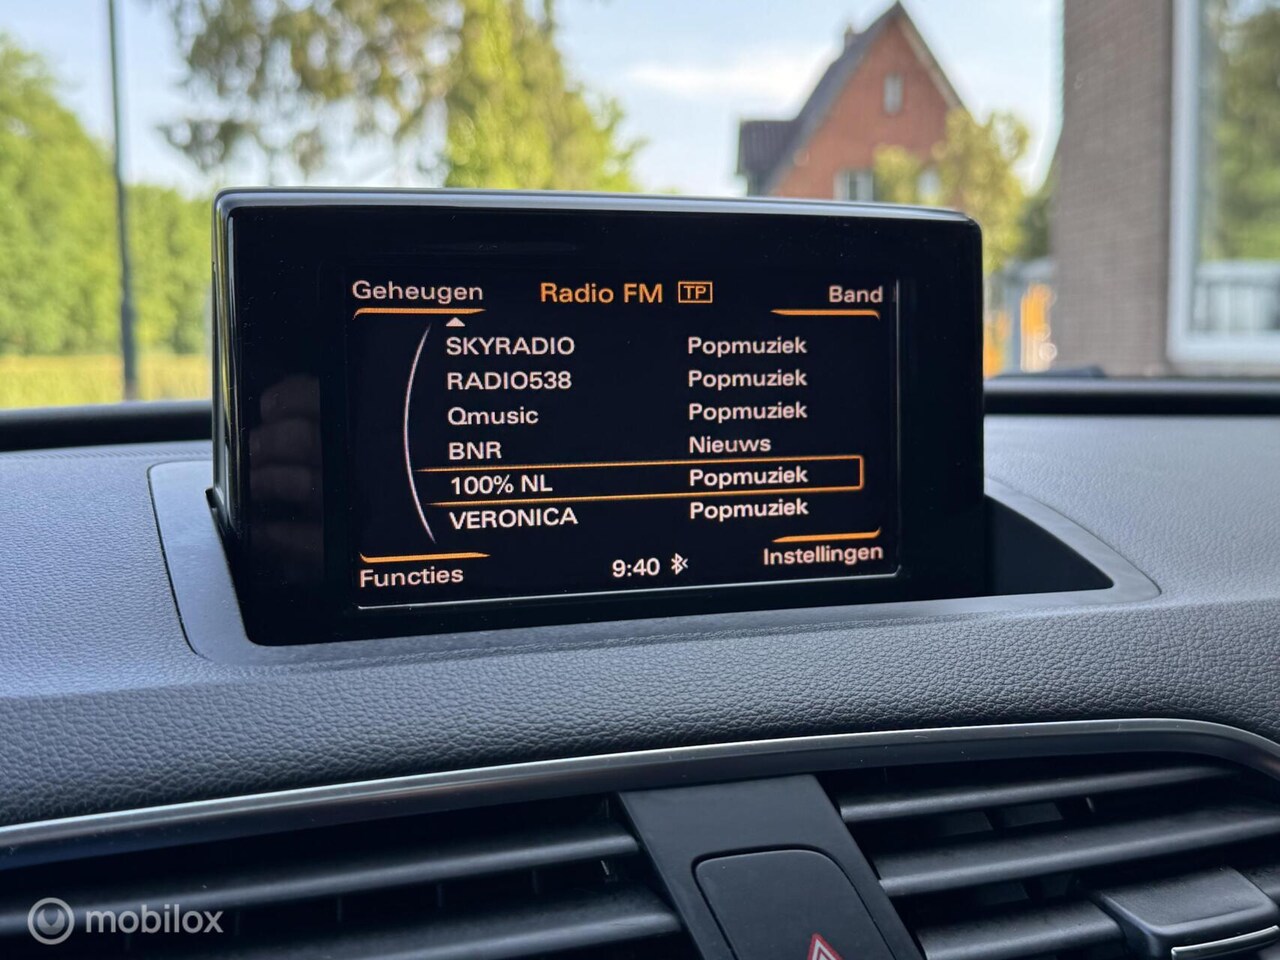 Geheugen Radio FM TP Band
SKYRADIO Popmuziek
RADIO538 Popmuziek
Qmusic Popmuziek
BNR Nieuws
100% NL Popmuziek
VERONICA Popmuziek
Functies 9:40 Instellingen
mobilox